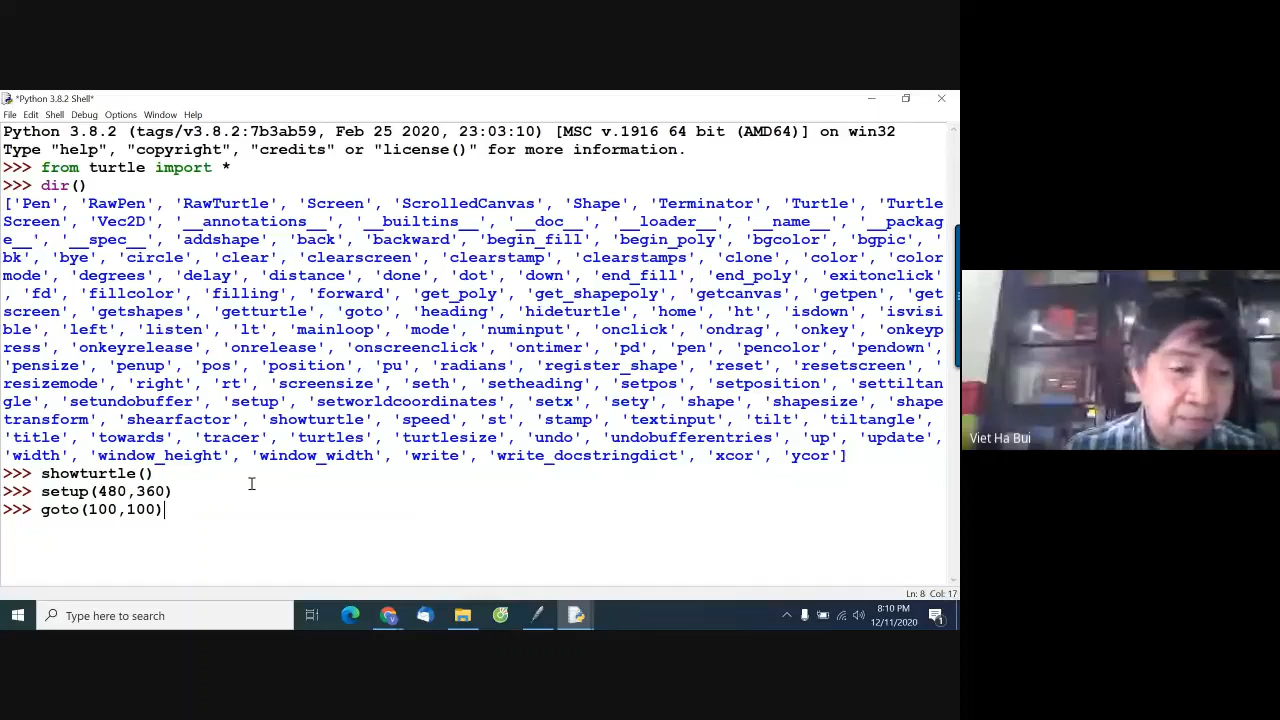 *Python 3.8.2 Shell*
File Edit Shell Debug Options Window Help
Python 3.8.2 (tags/v3.8.2:7b3ab59, Feb 25 2020, 23:03:10) [MSC v.1916 64 bit (AMD64)] on win32
Type "help", "copyright", "credits" or "license()" for more information.
>>> from turtle import *
>>> dir()
['Pen', 'RawPen', 'RawTurtle', 'Screen', 'ScrolledCanvas', 'Shape', 'Terminator', 'Turtle', 'Turtle
Screen', 'Vec2D', '__annotations__', '__builtins__', '__doc__', '__loader__', '__name__', '__packag
e__', '__spec__', 'addshape', 'back', 'backward', 'begin_fill', 'begin_poly', 'bgcolor', 'bgpic', '
bk', 'bye', 'circle', 'clear', 'clearscreen', 'clearstamp', 'clearstamps', 'clone', 'color', 'color
mode', 'degrees', 'delay', 'distance', 'done', 'dot', 'down', 'end_fill', 'end_poly', 'exitonclick'
, 'fd', 'fillcolor', 'filling', 'forward', 'get_poly', 'get_shapepoly', 'getcanvas', 'getpen', 'get
screen', 'getshapes', 'getturtle', 'goto', 'heading', 'hideturtle', 'home', 'ht', 'isdown', 'isvisi
ble', 'left', 'listen', 'lt', 'mainloop', 'mode', 'numinput', 'onclick', 'ondrag', 'onkey', 'onkeyp
ress', 'onkeyrelease', 'onrelease', 'onscreenclick', 'ontimer', 'pd', 'pen', 'pencolor', 'pendown',
'pensize', 'penup', 'pos', 'position', 'pu', 'radians', 'register_shape', 'reset', 'resetscreen', '
resizemode', 'right', 'rt', 'screensize', 'seth', 'setheading', 'setpos', 'setposition', 'settiltan
gle', 'setundobuffer', 'setup', 'setworldcoordinates', 'setx', 'sety', 'shape', 'shapesize', 'shape
transform', 'shearfactor', 'showturtle', 'speed', 'st', 'stamp', 'textinput', 'tilt', 'tiltangle',
'title', 'towards', 'tracer', 'turtles', 'turtlesize', 'undo', 'undobufferentries', 'up', 'update',
'width', 'window_height', 'window_width', 'write', 'write_docstringdict', 'xcor', 'ycor']
>>> showturtle()
>>> setup(480,360)
>>> goto(100,100)
Ln: 8 Col: 17
Type here to search
8:10 PM
12/11/2020
1
Viet Ha Bui